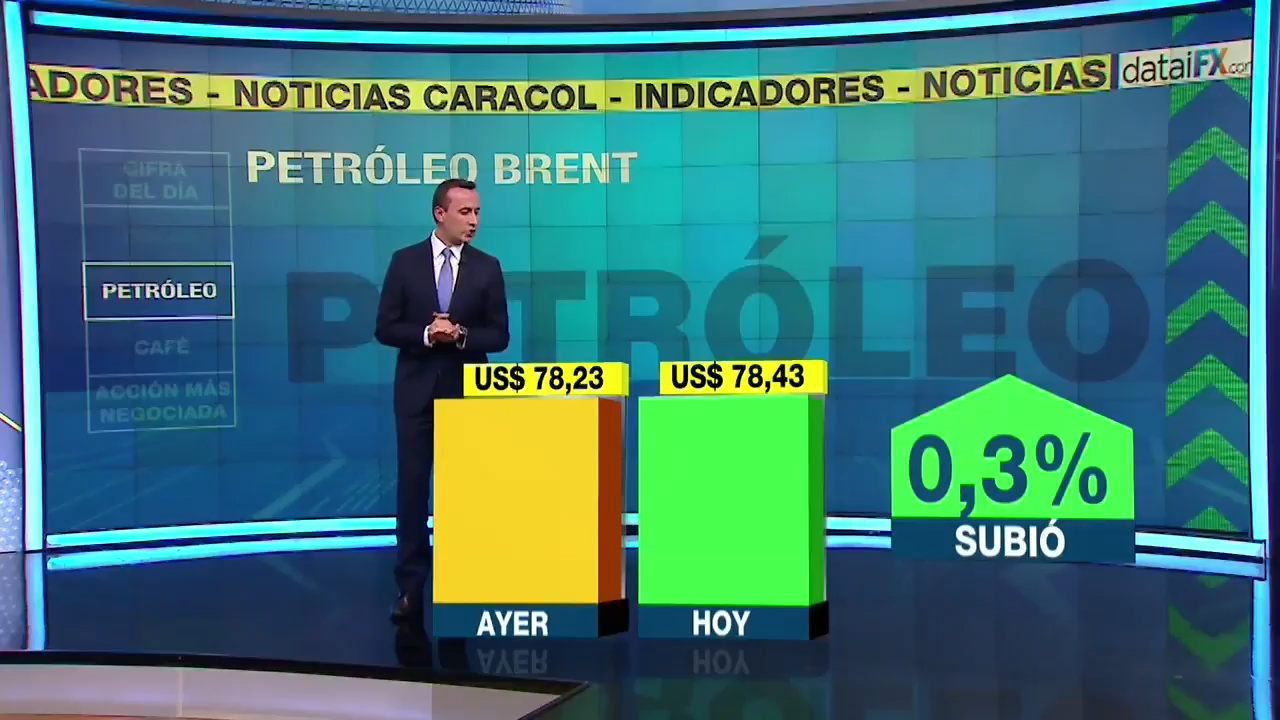 ADORES - NOTICIAS CARACOL - INDICADORES - NOTICIAS
dataiFX.com
PETRÓLEO BRENT
CIFRA
DEL DÍA
PETRÓLEO
CAFÉ
ACCIÓN MÁS
NEGOCIADA
PETRÓLEO
US$ 78,23
US$ 78,43
0,3%
SUBIÓ
AYER
HOY